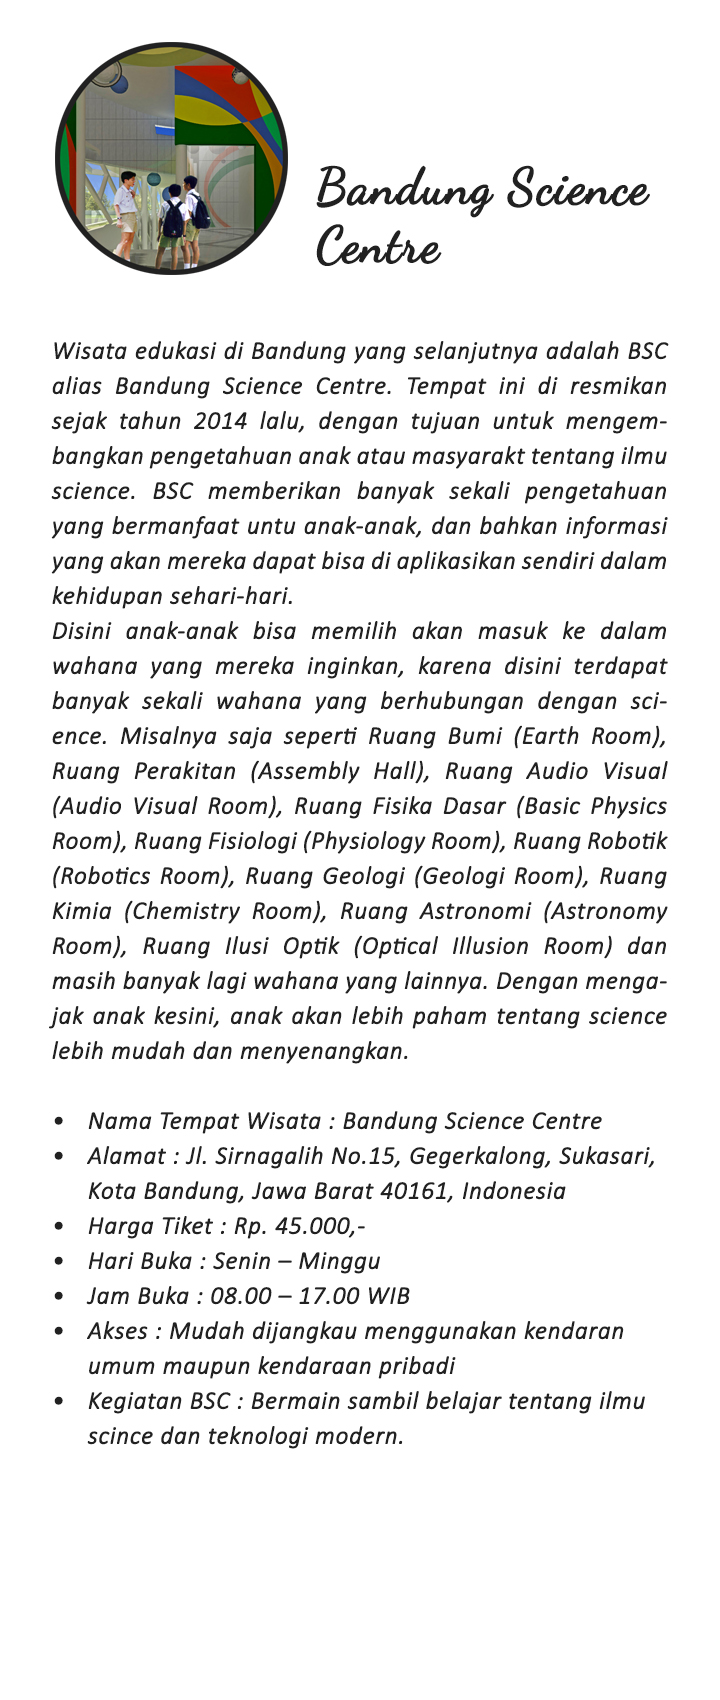 Bandung Science
Centre
Wisata edukasi di Bandung yang selanjutnya adalah BSC
alias Bandung Science Centre. Tempat ini di resmikan
sejak tahun 2014 lalu, dengan tujuan untuk mengem-
bangkan pengetahuan anak atau masyarakt tentang ilmu
science. BSC memberikan banyak sekali pengetahuan
yang bermanfaat untu anak-anak, dan bahkan informasi
yang akan mereka dapat bisa di aplikasikan sendiri dalam
kehidupan sehari-hari.
Disini anak-anak bisa memilih akan masuk ke dalam
wahana yang mereka inginkan, karena disini terdapat
banyak sekali wahana yang berhubungan dengan sci-
ence. Misalnya saja seperti Ruang Bumi (Earth Room),
Ruang Perakitan (Assembly Hall), Ruang Audio Visual
(Audio Visual Room), Ruang Fisika Dasar (Basic Physics
Room), Ruang Fisiologi (Physiology Room), Ruang Robotik
(Robotics Room), Ruang Geologi (Geologi Room), Ruang
Kimia (Chemistry Room), Ruang Astronomi (Astronomy
Room), Ruang Ilusi Optik (Optical Illusion Room) dan
masih banyak lagi wahana yang lainnya. Dengan menga-
jak anak kesini, anak akan lebih paham tentang science
lebih mudah dan menyenangkan.
• Nama Tempat Wisata : Bandung Science Centre
• Alamat : Jl. Sirnagalih No.15, Gegerkalong, Sukasari,
Kota Bandung, Jawa Barat 40161, Indonesia
• Harga Tiket : Rp. 45.000,-
• Hari Buka : Senin – Minggu
• Jam Buka : 08.00 – 17.00 WIB
• Akses : Mudah dijangkau menggunakan kendaran
umum maupun kendaraan pribadi
• Kegiatan BSC : Bermain sambil belajar tentang ilmu
scince dan teknologi modern.